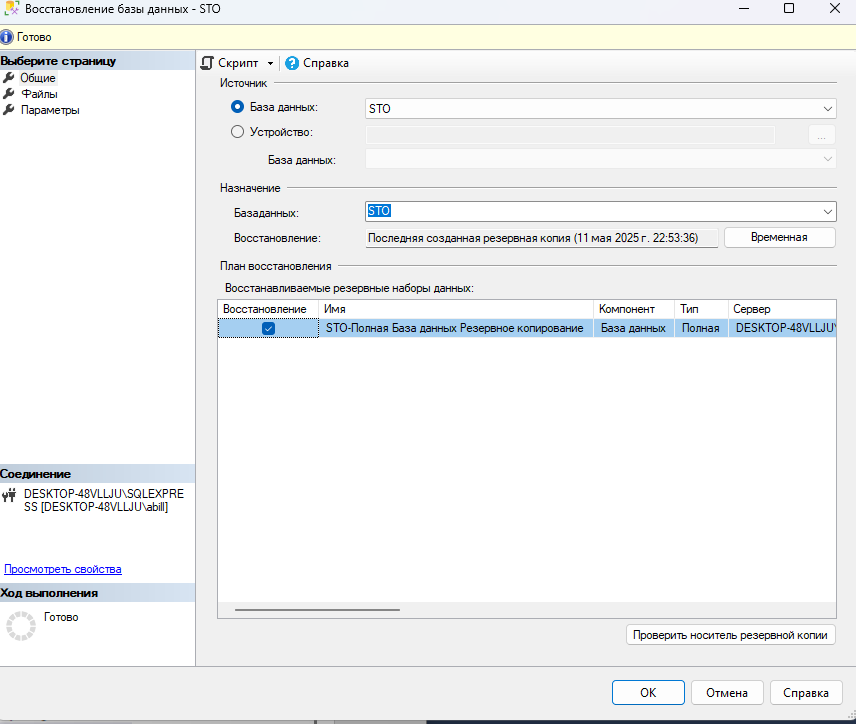 Восстановление базы данных - STO
Готово
Выберите страницу
Общие
Файлы
Параметры
Скрипт
Справка
Источник
База данных:
STO
Устройство:
...
База данных:
Назначение
Базаданных:
STO
Восстановление:
Последняя созданная резервная копия (11 мая 2025 г. 22:53:36)
Временная
План восстановления
Восстанавливаемые резервные наборы данных:
Восстановление Имя Компонент Тип Сервер
STO-Полная База данных Резервное копирование База данных Полная DESKTOP-48VLLJU\
Соединение
DESKTOP-48VLLJU\SQLEXPRE
SS [DESKTOP-48VLLJU\abill]
Просмотреть свойства
Ход выполнения
Готово
Проверить носитель резервной копии
OK
Отмена
Справка